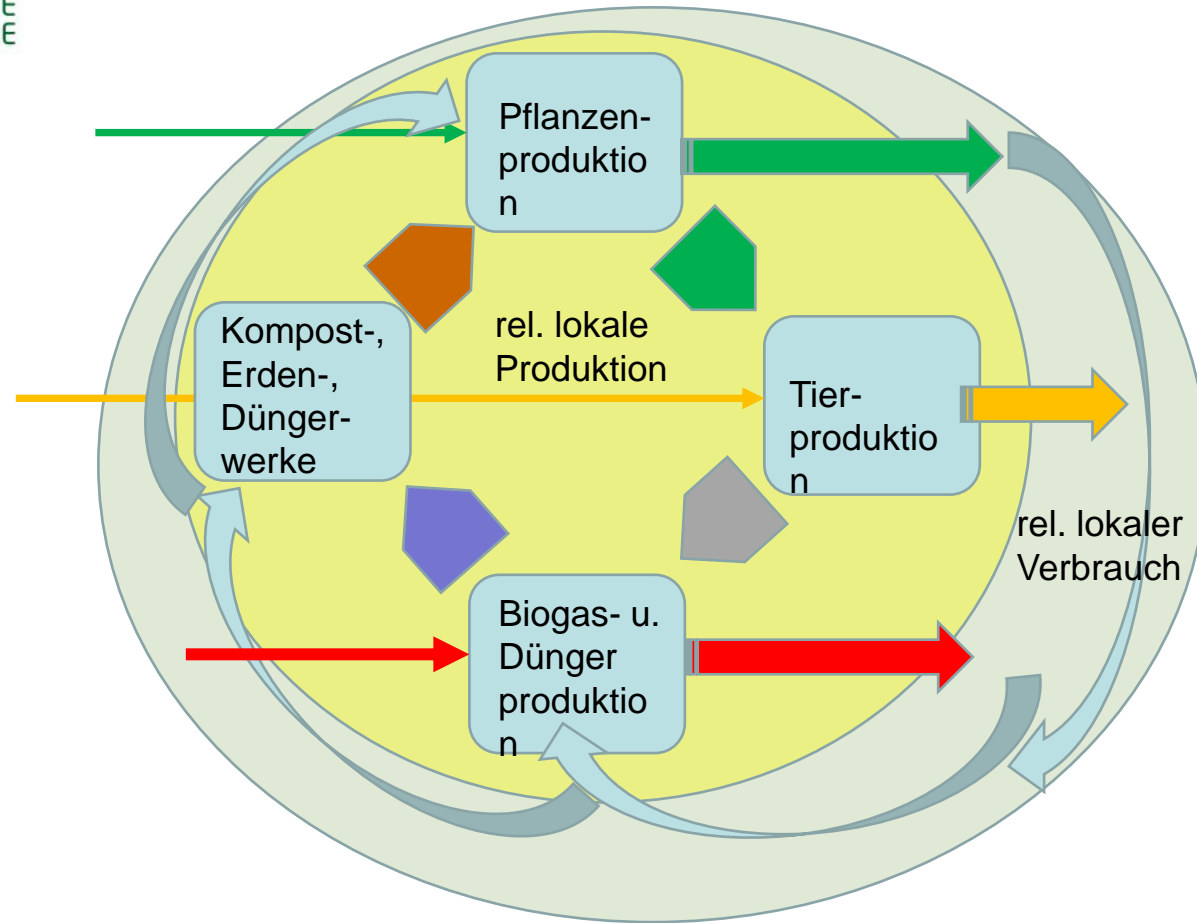 E
E
Pflanzen-
produktio
n
Kompost-,
Erden-,
Dünger-
werke
rel. lokale
Produktion
Tier-
produktio
n
rel. lokaler
Verbrauch
Biogas- u.
Dünger
produktio
n